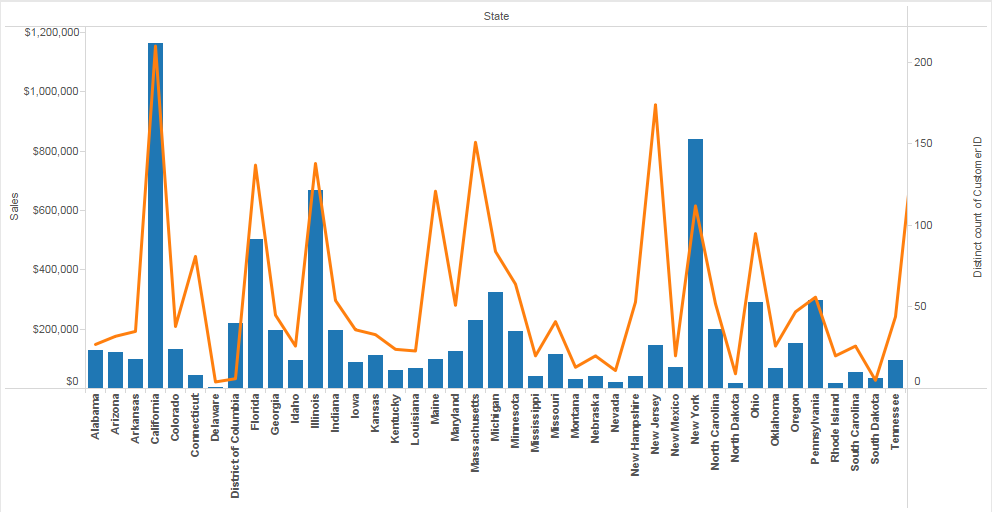 State
$1,200,000
$1,000,000
$800,000
$600,000
$400,000
$200,000
$0
Sales
200
150
100
50
0
Distinct count of Customer ID
Alabama
Arizona
Arkansas
California
Colorado
Connecticut
Delaware
District of Columbia
Florida
Georgia
Idaho
Illinois
Indiana
Iowa
Kansas
Kentucky
Louisiana
Maine
Maryland
Massachusetts
Michigan
Minnesota
Mississippi
Missouri
Montana
Nebraska
Nevada
New Hampshire
New Jersey
New Mexico
New York
North Carolina
North Dakota
Ohio
Oklahoma
Oregon
Pennsylvania
Rhode Island
South Carolina
South Dakota
Tennessee